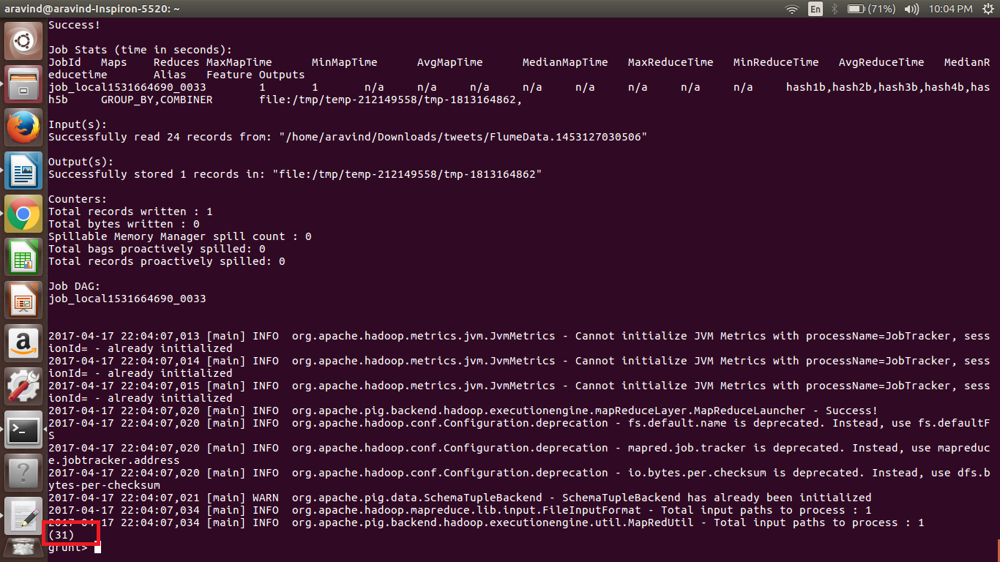 aravind@aravind-Inspiron-5520: ~
En
(71%)
10:04 PM
Success!
Job Stats (time in seconds):
JobId Maps Reduces MaxMapTime MinMapTime AvgMapTime MedianMapTime MaxReduceTime MinReduceTime AvgReduceTime MedianR
educetime Alias Feature Outputs
job_local1531664690_0033 1 1 n/a n/a n/a n/a n/a n/a n/a n/a hash1b,hash2b,hash3b,hash4b,has
h5b GROUP_BY,COMBINER file:/tmp/temp-212149558/tmp-1813164862,
Input(s):
Successfully read 24 records from: "/home/aravind/Downloads/tweets/FlumeData.1453127030506"
Output(s):
Successfully stored 1 records in: "file:/tmp/temp-212149558/tmp-1813164862"
Counters:
Total records written : 1
Total bytes written : 0
Spillable Memory Manager spill count : 0
Total bags proactively spilled: 0
Total records proactively spilled: 0
Job DAG:
job_local1531664690_0033
2017-04-17 22:04:07,013 [main] INFO org.apache.hadoop.metrics.jvm.JvmMetrics - Cannot initialize JVM Metrics with processName=JobTracker, sess
ionId= - already initialized
2017-04-17 22:04:07,014 [main] INFO org.apache.hadoop.metrics.jvm.JvmMetrics - Cannot initialize JVM Metrics with processName=JobTracker, sess
ionId= - already initialized
2017-04-17 22:04:07,015 [main] INFO org.apache.hadoop.metrics.jvm.JvmMetrics - Cannot initialize JVM Metrics with processName=JobTracker, sess
ionId= - already initialized
2017-04-17 22:04:07,020 [main] INFO org.apache.pig.backend.hadoop.executionengine.mapReduceLayer.MapReduceLauncher - Success!
2017-04-17 22:04:07,020 [main] INFO org.apache.hadoop.conf.Configuration.deprecation - fs.default.name is deprecated. Instead, use fs.defaultF
S
2017-04-17 22:04:07,020 [main] INFO org.apache.hadoop.conf.Configuration.deprecation - mapred.job.tracker is deprecated. Instead, use mapreduc
e.jobtracker.address
2017-04-17 22:04:07,020 [main] INFO org.apache.hadoop.conf.Configuration.deprecation - io.bytes.per.checksum is deprecated. Instead, use dfs.b
ytes-per-checksum
2017-04-17 22:04:07,021 [main] WARN org.apache.pig.data.SchemaTupleBackend - SchemaTupleBackend has already been initialized
2017-04-17 22:04:07,034 [main] INFO org.apache.hadoop.mapreduce.lib.input.FileInputFormat - Total input paths to process : 1
2017-04-17 22:04:07,034 [main] INFO org.apache.pig.backend.hadoop.executionengine.util.MapRedUtil - Total input paths to process : 1
(31)
grunt>